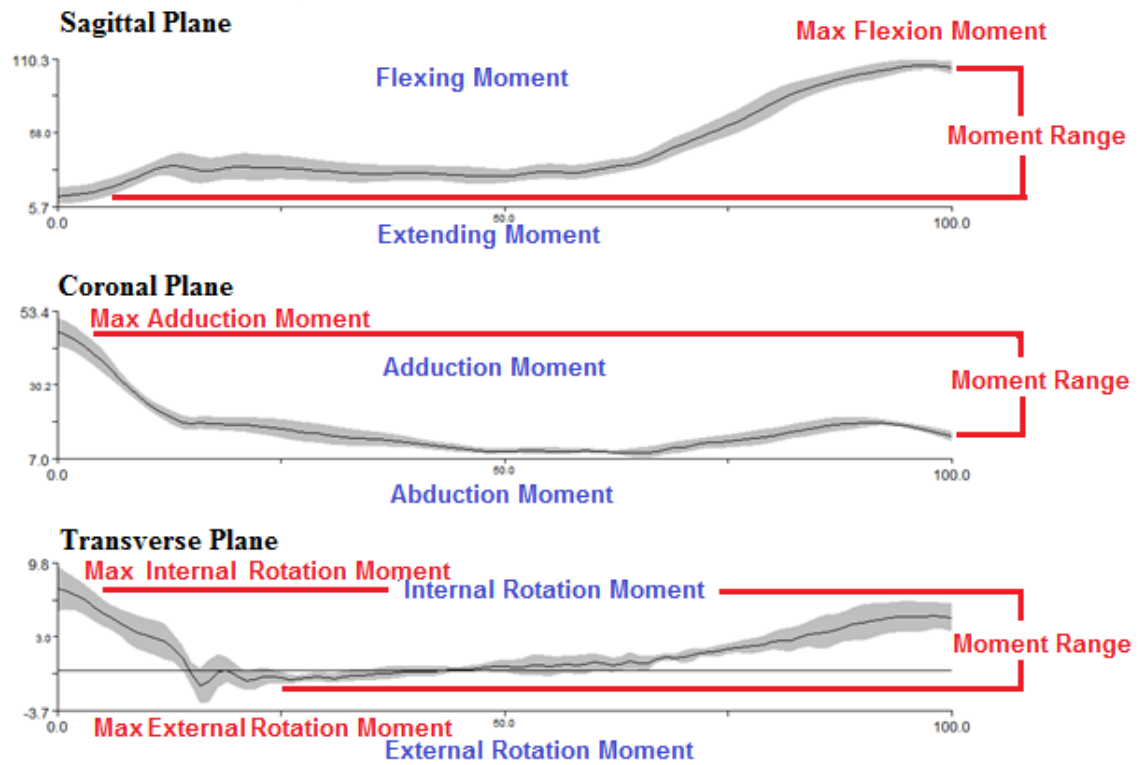 Sagittal Plane
Max Flexion Moment
110.3
Flexing Moment
58.0
Moment Range
5.7
0.0 50.0 100.0
Extending Moment
Coronal Plane
53.4
Max Adduction Moment
Adduction Moment
30.2
Moment Range
7.0
0.0 50.0 100.0
Abduction Moment
Transverse Plane
9.8
Max Internal Rotation Moment
Internal Rotation Moment
3.0
Moment Range
-3.7
0.0 50.0 100.0
Max External Rotation Moment
External Rotation Moment